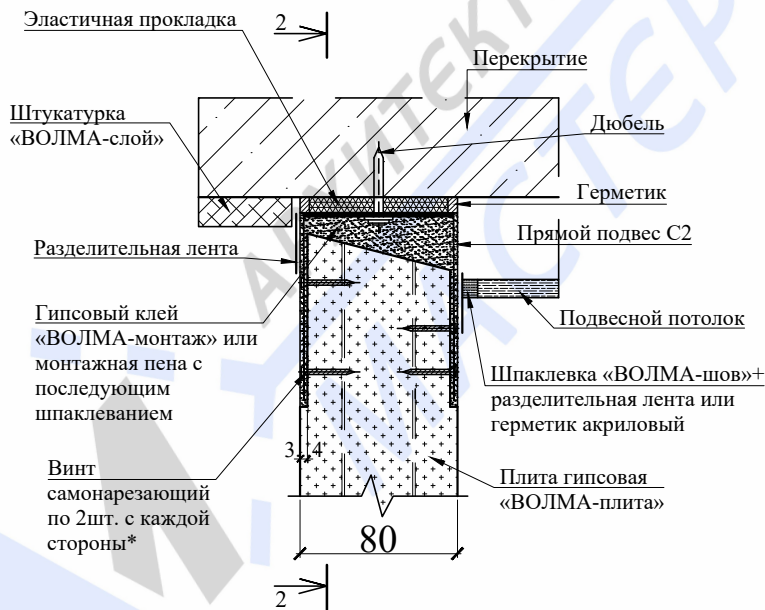 Эластичная прокладка
2
Перекрытие
Штукатурка
«ВОЛМА-слой»
Дюбель
Герметик
Разделительная лента
Прямой подвес С2
Гипсовый клей
«ВОЛМА-монтаж» или
монтажная пена с
последующим
шпаклеванием
Подвесной потолок
Шпаклевка «ВОЛМА-шов»+
разделительная лента или
герметик акриловый
3 4
Винт
самонарезающий
по 2шт. с каждой
стороны*
Плита гипсовая
«ВОЛМА-плита»
80
2